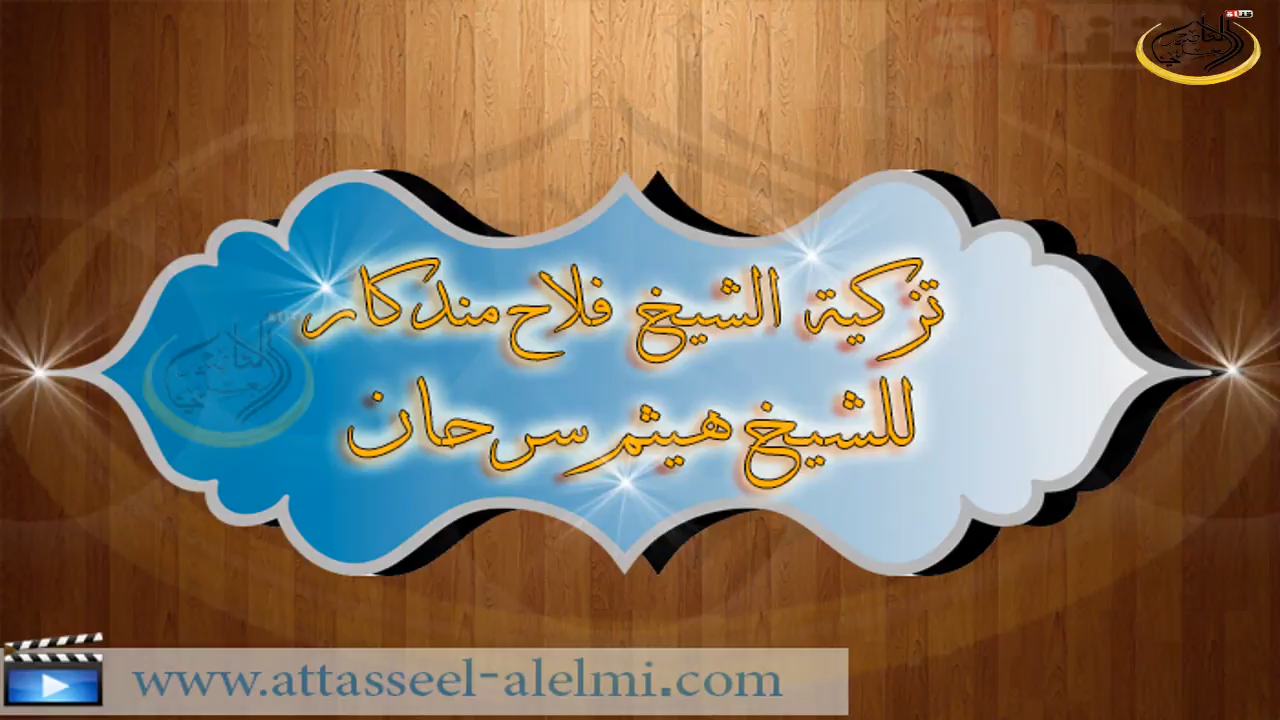 تزكية الشيخ فلاح مندكار
للشيخ هيثم سرحان
www.attasseel-alelmi.com